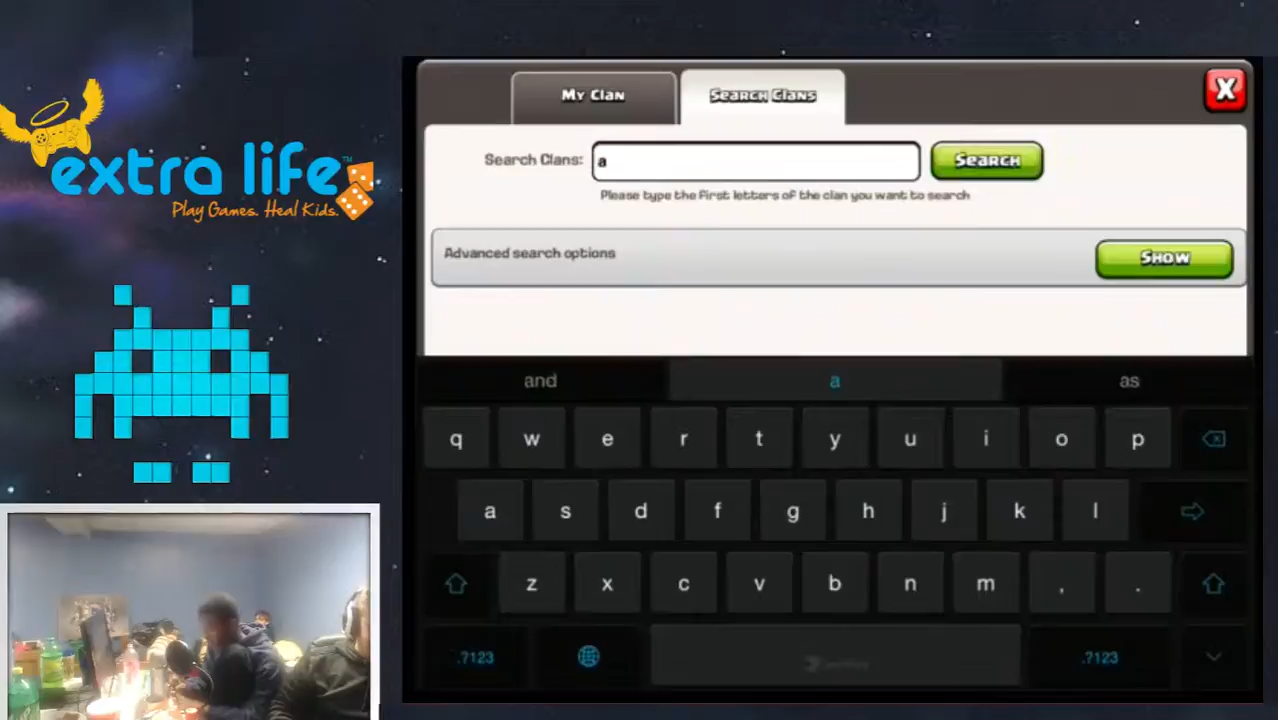 extra life™
Play Games. Heal Kids.
My Clan
Search Clans
X
Search Clans:
a
Search
Please type the first letters of the clan you want to search
Advanced search options
Show
and
a
as
q w e r t y u i o p
a s d f g h j k l
z x c v b n m , .
.?123
.?123